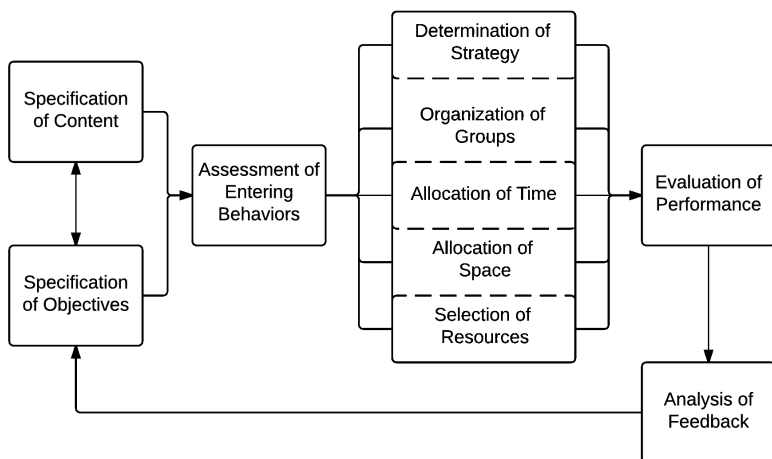 Specification
of Content
Specification
of Objectives
Assessment of
Entering
Behaviors
Determination of
Strategy
Organization of
Groups
Allocation of Time
Allocation of
Space
Selection of
Resources
Evaluation of
Performance
Analysis of
Feedback